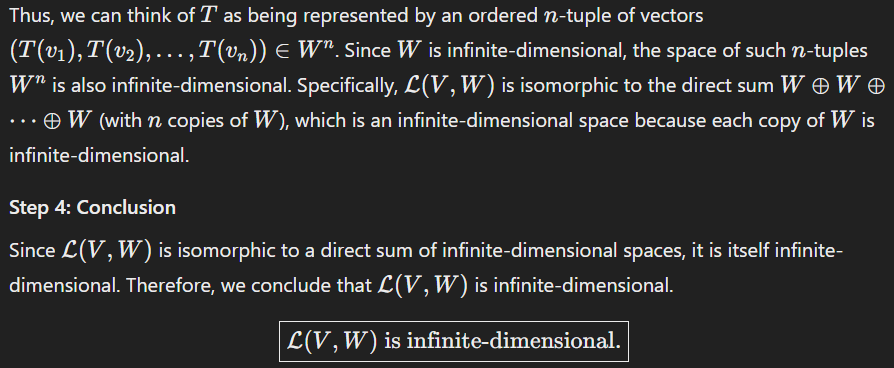 Thus, we can think of T as being represented by an ordered n-tuple of vectors
(T(v₁), T(v₂), . . . , T(vₙ)) ∈ Wⁿ. Since W is infinite-dimensional, the space of such n-tuples
Wⁿ is also infinite-dimensional. Specifically, ℒ(V, W) is isomorphic to the direct sum W ⊕ W ⊕
⋯ ⊕ W (with n copies of W), which is an infinite-dimensional space because each copy of W is
infinite-dimensional.
Step 4: Conclusion
Since ℒ(V, W) is isomorphic to a direct sum of infinite-dimensional spaces, it is itself infinite-
dimensional. Therefore, we conclude that ℒ(V, W) is infinite-dimensional.
ℒ(V, W) is infinite-dimensional.